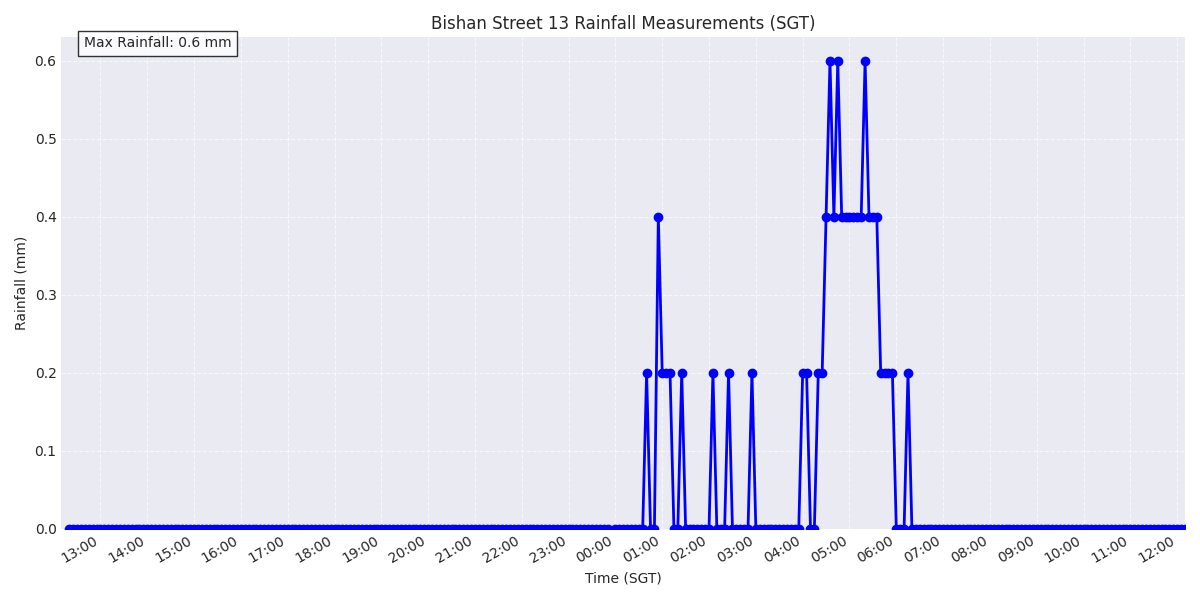 Bishan Street 13 Rainfall Measurements (SGT)
Max Rainfall: 0.6 mm
0.6
0.5
0.4
0.3
0.2
0.1
0.0
Rainfall (mm)
13:00 14:00 15:00 16:00 17:00 18:00 19:00 20:00 21:00 22:00 23:00 00:00 01:00 02:00 03:00 04:00 05:00 06:00 07:00 08:00 09:00 10:00 11:00 12:00
Time (SGT)